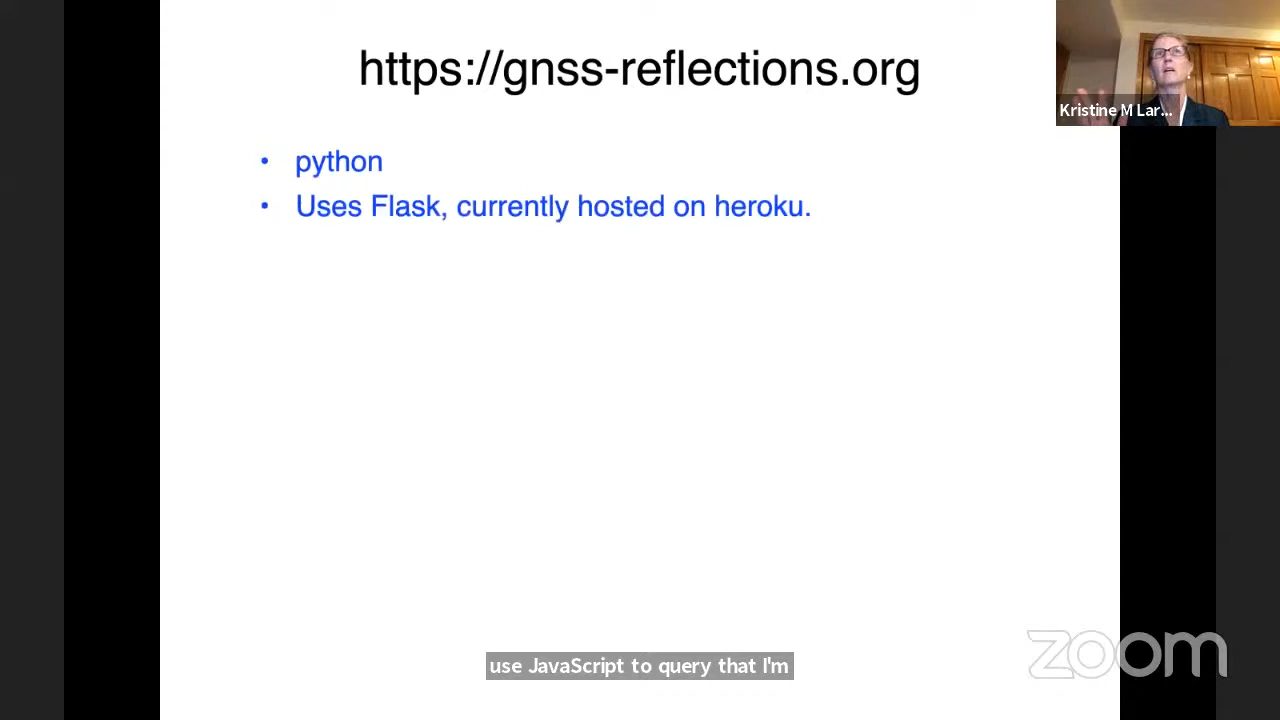 https://gnss-reflections.org
Kristine M Lar...
• python
• Uses Flask, currently hosted on heroku.
use JavaScript to query that I'm
zoom